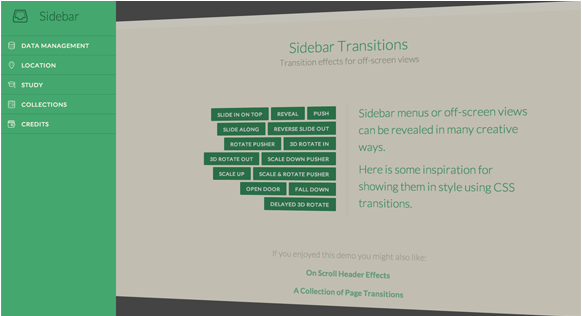 Sidebar
DATA MANAGEMENT
LOCATION
STUDY
COLLECTIONS
CREDITS
Sidebar Transitions
Transition effects for off-screen views
SLIDE IN ON TOP REVEAL PUSH
SLIDE ALONG REVERSE SLIDE OUT
ROTATE PUSHER 3D ROTATE IN
3D ROTATE OUT SCALE DOWN PUSHER
SCALE UP SCALE & ROTATE PUSHER
OPEN DOOR FALL DOWN
DELAYED 3D ROTATE
Sidebar menus or off-screen views
can be revealed in many creative
ways.
Here is some inspiration for
showing them in style using CSS
transitions.
If you enjoyed this demo you might also like:
On Scroll Header Effects
A Collection of Page Transitions